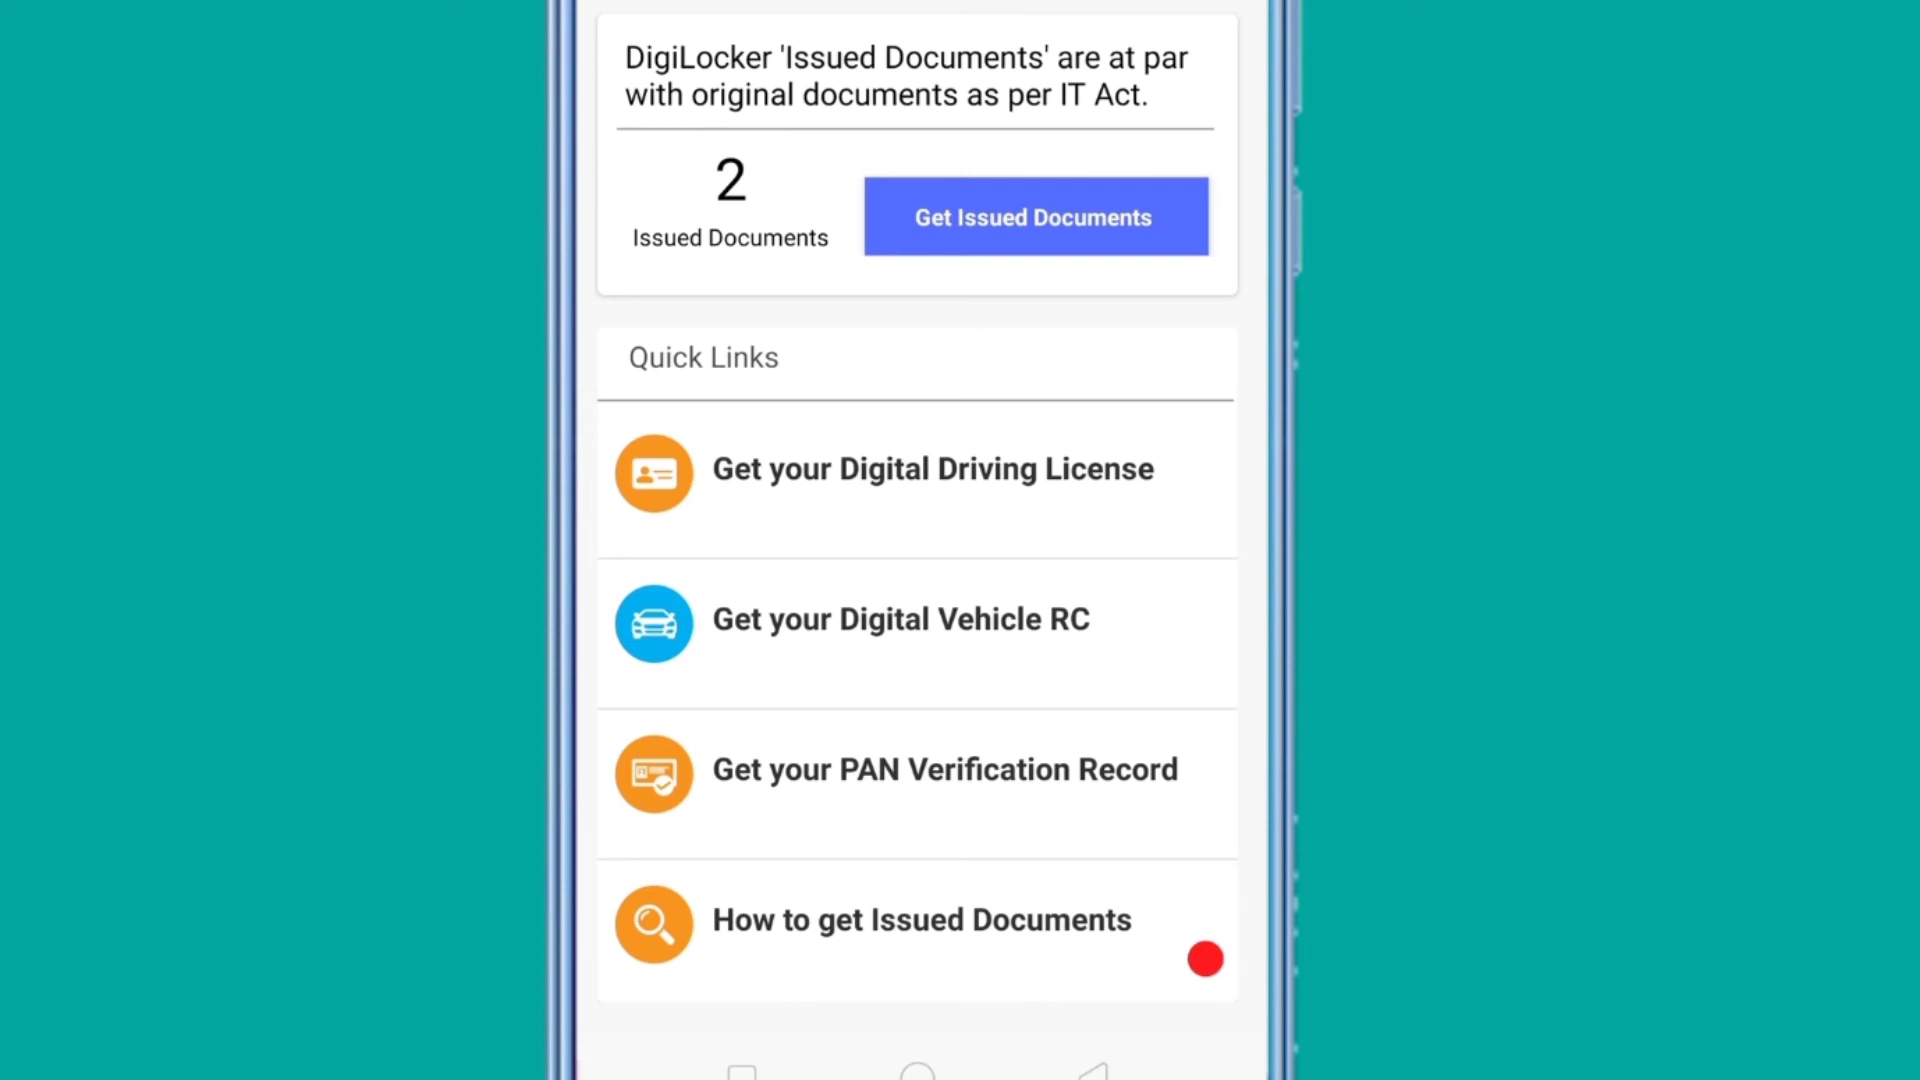 DigiLocker 'Issued Documents' are at par
with original documents as per IT Act.
2
Issued Documents
Get Issued Documents
Quick Links
Get your Digital Driving License
Get your Digital Vehicle RC
Get your PAN Verification Record
How to get Issued Documents